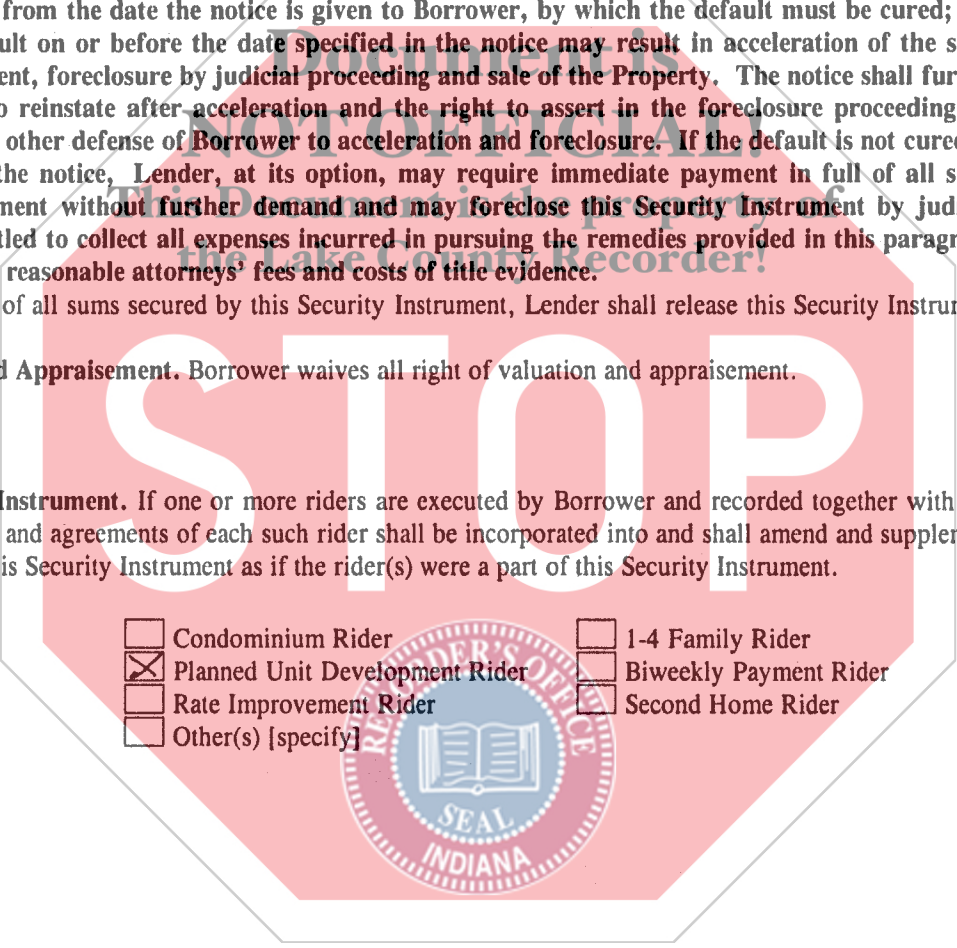 from the date the notice is given to Borrower, by which the default must be cured;
ult on or before the date specified in the notice may result in acceleration of the s
ent, foreclosure by judicial proceeding and sale of the Property. The notice shall fur
o reinstate after acceleration and the right to assert in the foreclosure proceeding
other defense of Borrower to acceleration and foreclosure. If the default is not cured
the notice, Lender, at its option, may require immediate payment in full of all s
ment without further demand and may foreclose this Security Instrument by jud
tled to collect all expenses incurred in pursuing the remedies provided in this paragr
reasonable attorneys' fees and costs of title evidence.
of all sums secured by this Security Instrument, Lender shall release this Security Instru
d Appraisement. Borrower waives all right of valuation and appraisement.
Instrument. If one or more riders are executed by Borrower and recorded together with
and agreements of each such rider shall be incorporated into and shall amend and supple
is Security Instrument as if the rider(s) were a part of this Security Instrument.
Condominium Rider
1-4 Family Rider
Planned Unit Development Rider
Biweekly Payment Rider
Rate Improvement Rider
Second Home Rider
Other(s) [specify]
Document is
NOT OFFICIAL!
This Document is the property of
the Lake County Recorder!
STOP
RECORDER'S OFFICE
SEAL
INDIANA